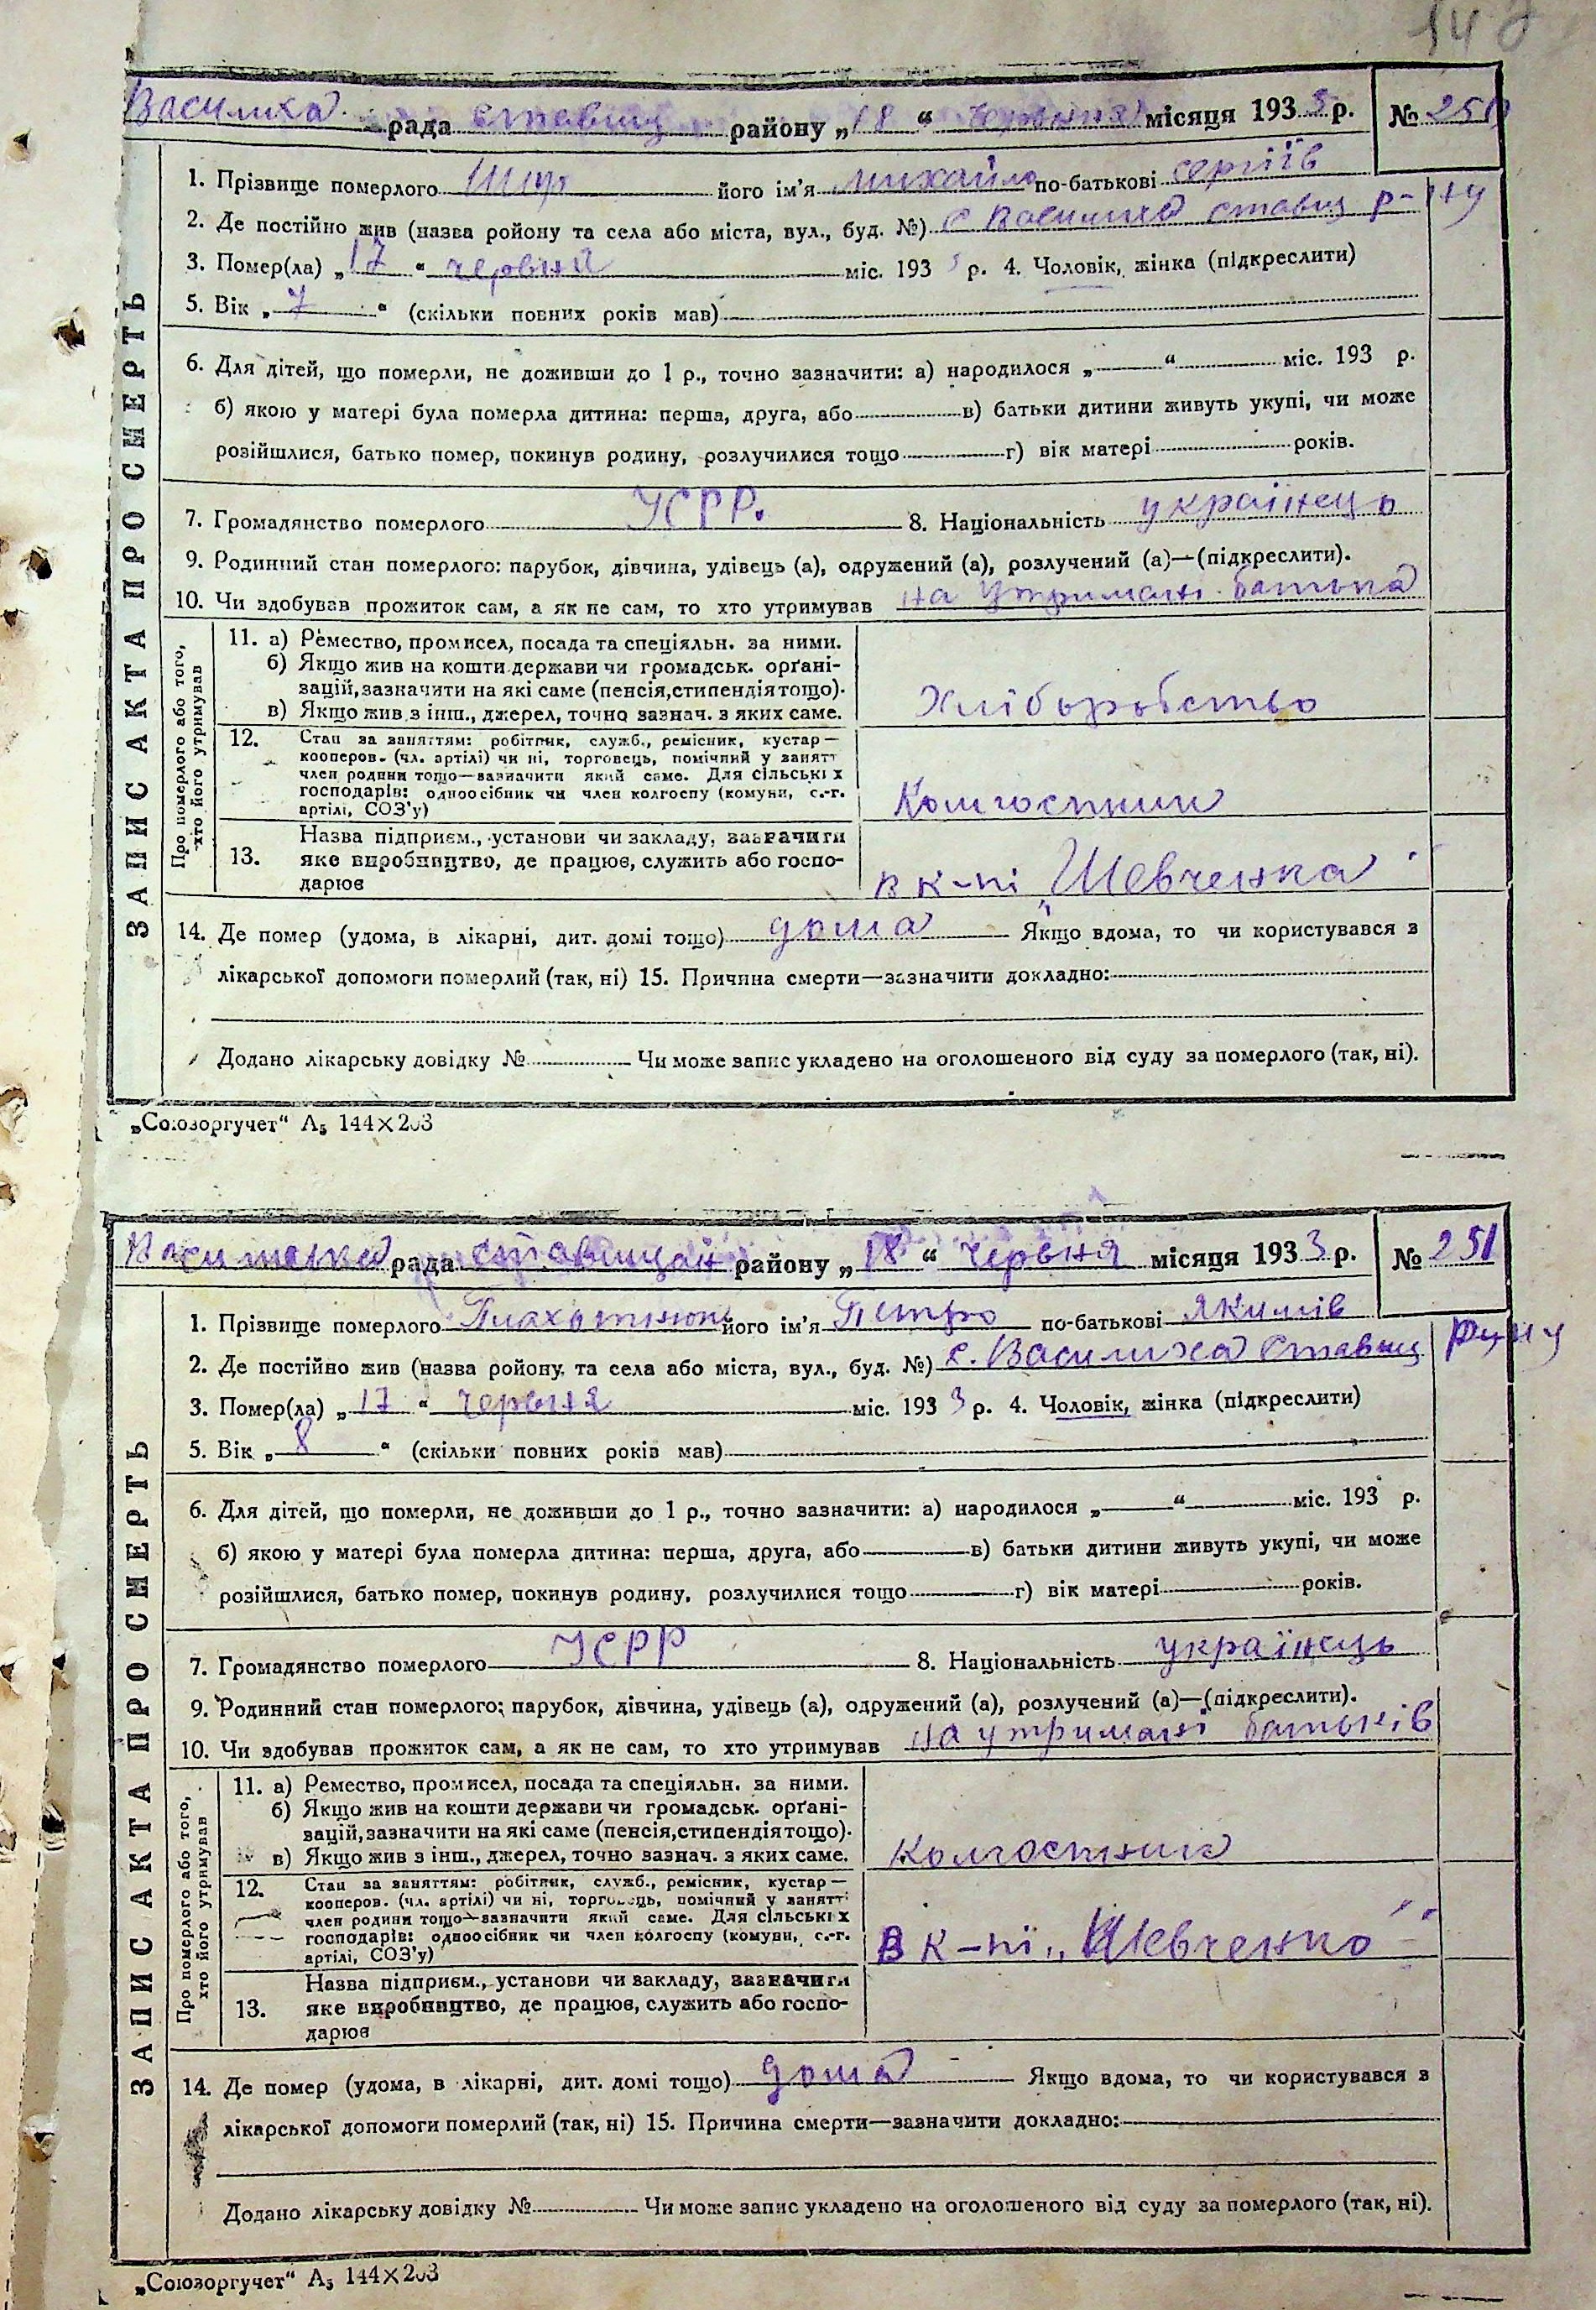 Василиха рада ставищ району „18“ червня місяця 1933 р. № 250
1. Прізвище померлого його ім'я Михайло по-батькові сергіїв
2. Де постійно жив (назва ройону та села або міста, вул., буд. №) с Василиха ставищ р-ну
3. Помер(ла) „17“ червня міс. 193 р. 4. Чоловік, жінка (підкреслити)
5. Вік „7“ (скільки повних років мав)
6. Для дітей, що померли, не доживши до 1 р., точно зазначити: а) народилося „ “ міс. 193 р.
б) якою у матері була померла дитина: перша, друга, або в) батьки дитини живуть укупі, чи може
розійшлися, батько помер, покинув родину, розлучилися тощо г) вік матері років.
7. Громадянство померлого УСРР. 8. Національність українець
9. Родинний стан померлого: парубок, дівчина, удівець (а), одружений (а), розлучений (а)—(підкреслити).
10. Чи здобував прожиток сам, а як не сам, то хто утримував на утримані батька
ЗАПИС АКТА ПРО СМЕРТЬ
Про померлого або того,
хто його утримував
11. а) Ремество, промисел, посада та спеціяльн. за ними.
б) Якщо жив на кошти держави чи громадськ. орґані-
зацій, зазначити на які саме (пенсія, стипендія тощо).
в) Якщо жив з інш., джерел, точно зазнач. з яких саме.
Хліборобство
12. Стан за заняттям: робітник, служб., ремісник, кустар—
кооперов. (чл. артілі) чи ні, торговець, помічний у занятт
член родини тощо—зазначити який саме. Для сільських
господарів: одноосібник чи член колгоспу (комуни, с.-г.
артілі, СОЗ'у)
Колгоспник
13. Назва підприєм., установи чи закладу, зазначити
яке виробництво, де працює, служить або госпо-
дарює
в к-пі „Шевченка“
14. Де помер (удома, в лікарні, дит. домі тощо) дома Якщо вдома, то чи користувався з
лікарської допомоги померлий (так, ні) 15. Причина смерти—зазначити докладно:
Додано лікарську довідку № Чи може запис укладено на оголошеного від суду за померлого (так, ні).
„Союзоргучет“ А5 144×203
рада ставищан району „18“ Червня місяця 1933 р. № 251
1. Прізвище померлого Плахотнюк його ім'я Петро по-батькові Якимів
2. Де постійно жив (назва ройону та села або міста, вул., буд. №) с. Василиха Ставищ р-ну
3. Помер(ла) „17“ червня міс. 1933 р. 4. Чоловік, жінка (підкреслити)
5. Вік „8“ (скільки повних років мав)
6. Для дітей, що померли, не доживши до 1 р., точно зазначити: а) народилося „ “ міс. 193 р.
б) якою у матері була померла дитина: перша, друга, або в) батьки дитини живуть укупі, чи може
розійшлися, батько помер, покинув родину, розлучилися тощо г) вік матері років.
7. Громадянство померлого УСРР 8. Національність українець
9. Родинний стан померлого: парубок, дівчина, удівець (а), одружений (а), розлучений (а)—(підкреслити).
10. Чи здобував прожиток сам, а як не сам, то хто утримував на утримані батьків
ЗАПИС АКТА ПРО СМЕРТЬ
Про померлого або того,
хто його утримував
11. а) Ремество, промисел, посада та спеціяльн. за ними.
б) Якщо жив на кошти держави чи громадськ. орґані-
зацій, зазначити на які саме (пенсія, стипендія тощо).
в) Якщо жив з інш., джерел, точно зазнач. з яких саме.
Колгоспник
12. Стан за заняттям: робітник, служб., ремісник, кустар—
кооперов. (чл. артілі) чи ні, торговець, помічний у занятті
член родини тощо—зазначити який саме. Для сільських
господарів: одноосібник чи член колгоспу (комуни, с.-г.
артілі, СОЗ'у)
в к-пі „Шевченко“
13. Назва підприєм., установи чи закладу, зазначити
яке виробництво, де працює, служить або госпо-
дарює
14. Де помер (удома, в лікарні, дит. домі тощо) дома Якщо вдома, то чи користувався з
лікарської допомоги померлий (так, ні) 15. Причина смерти—зазначити докладно:
Додано лікарську довідку № Чи може запис укладено на оголошеного від суду за померлого (так, ні).
„Союзоргучет“ А5 144×203